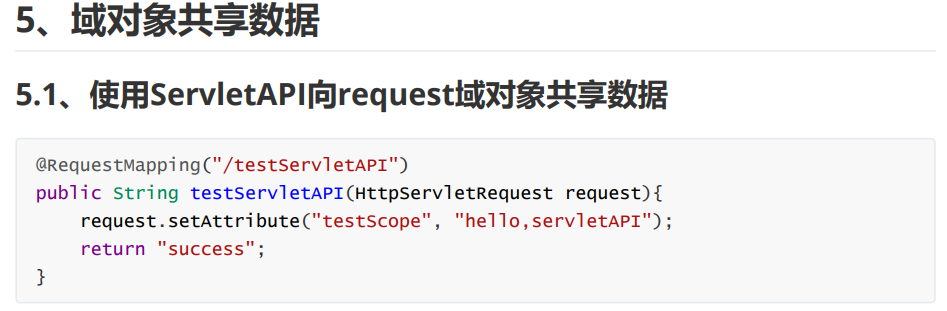 5、域对象共享数据
5.1、使用ServletAPI向request域对象共享数据
@RequestMapping("/testServletAPI")
public String testServletAPI(HttpServletRequest request){
    request.setAttribute("testScope", "hello,servletAPI");
    return "success";
}